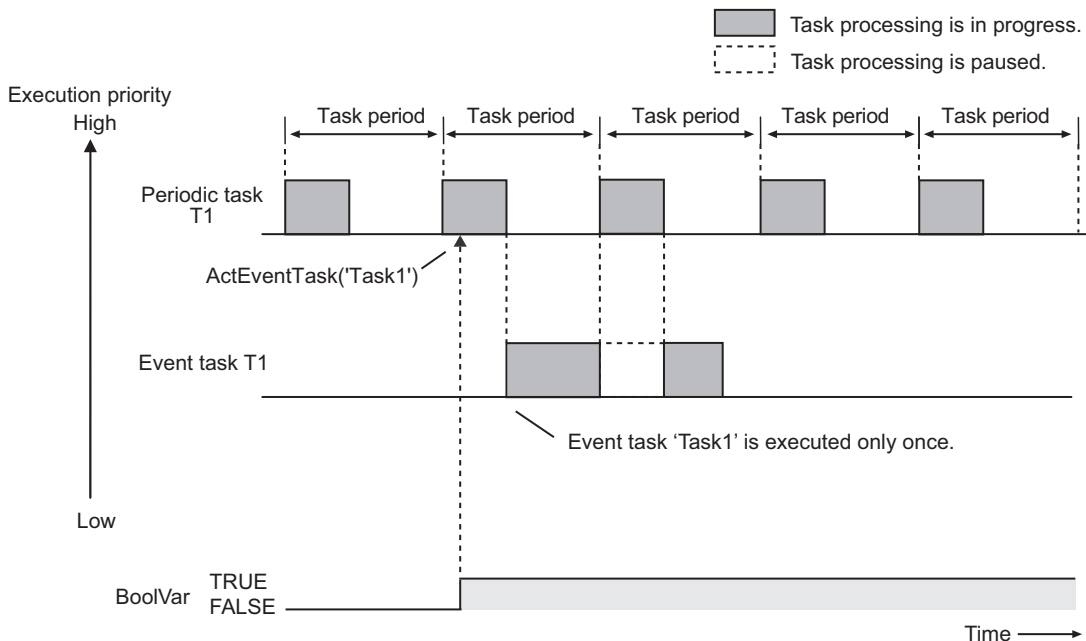 Task processing is in progress.
Task processing is paused.
Execution priority
High
Task period
Task period
Task period
Task period
Task period
Periodic task
T1
ActEventTask('Task1')
Event task T1
Event task ‘Task1’ is executed only once.
Low
BoolVar
TRUE
FALSE
Time